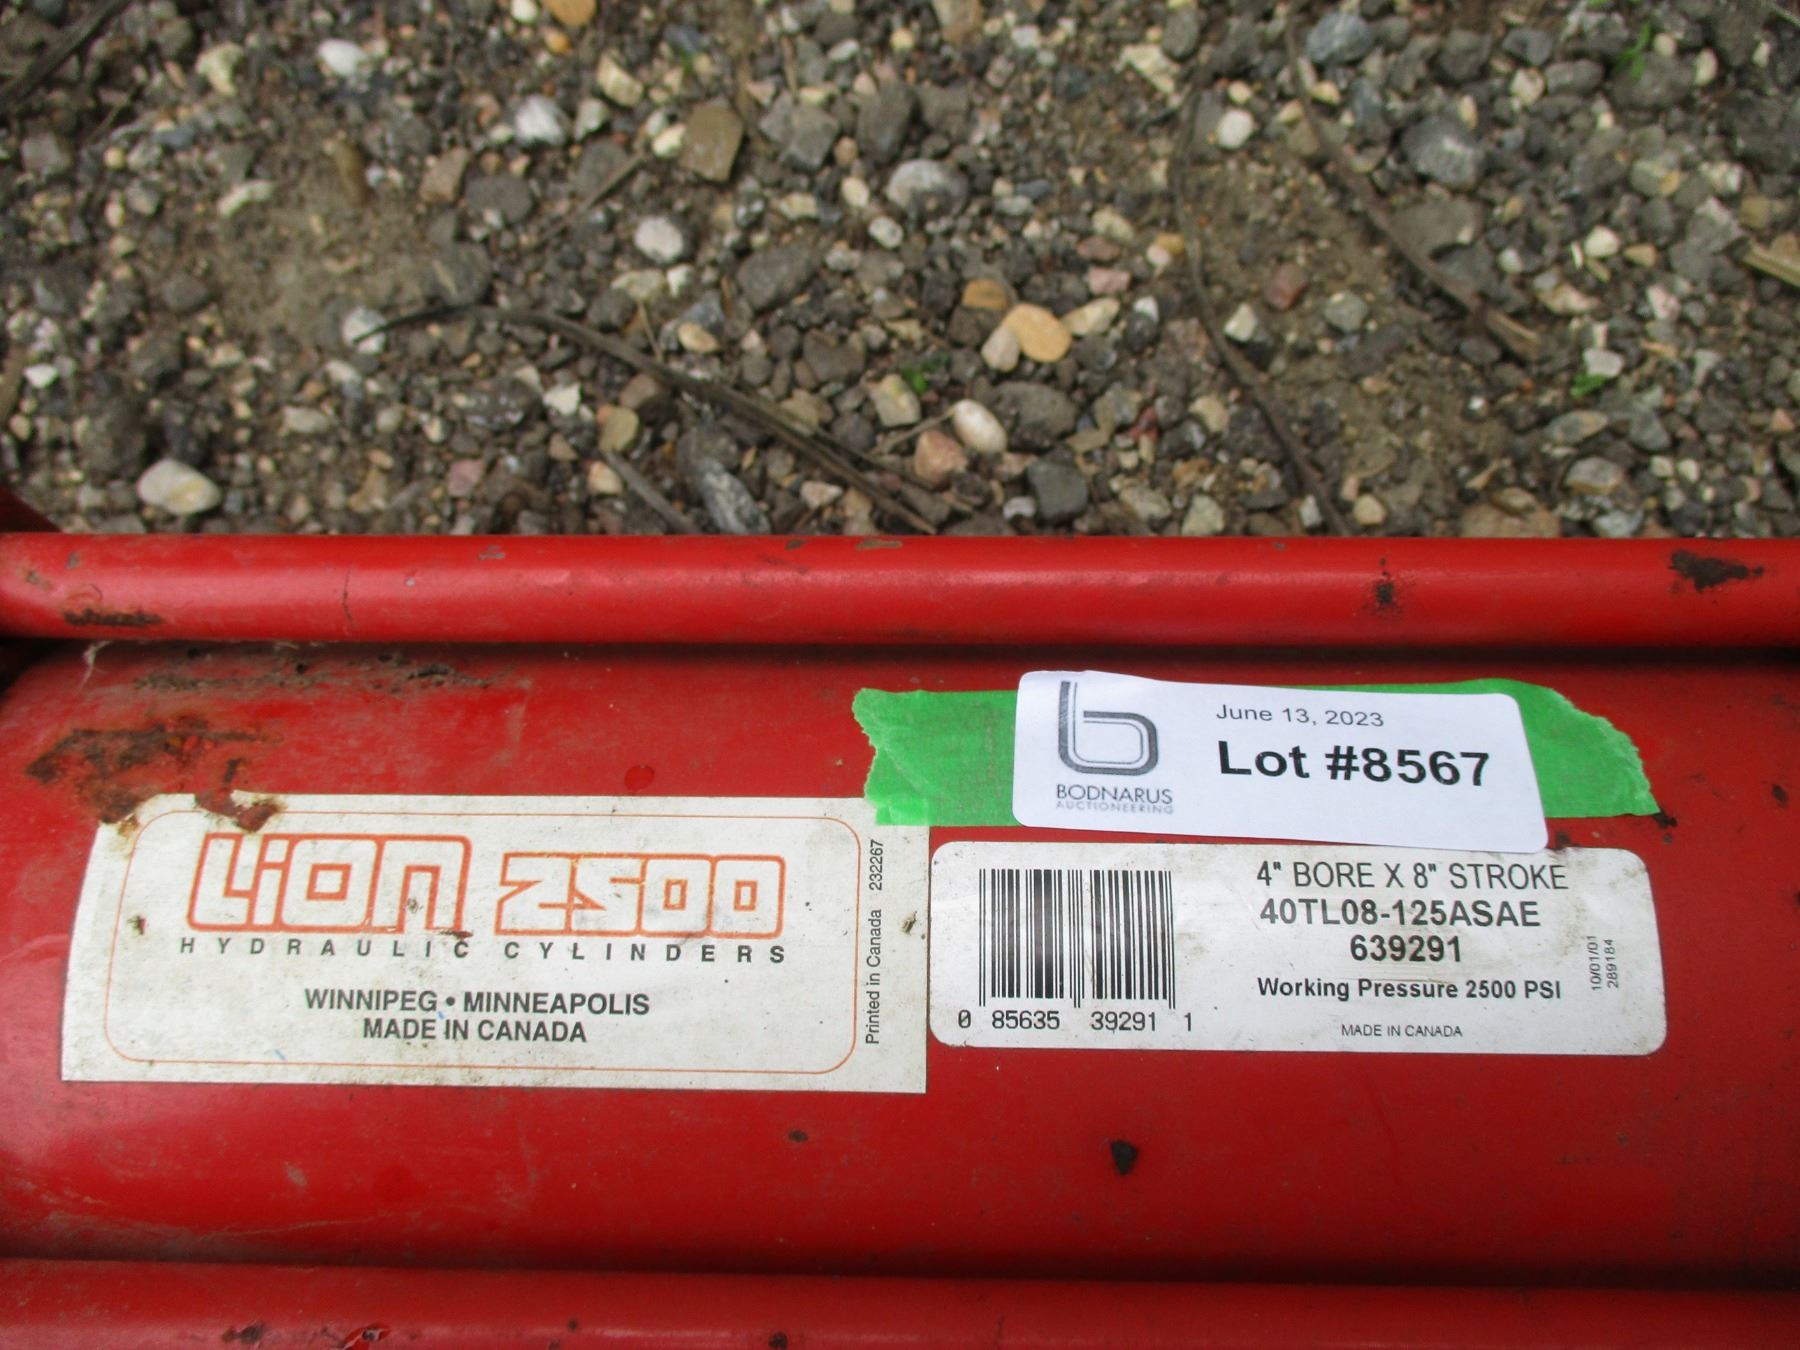 June 13, 2023
Lot #8567
BODNARUS
AUCTIONEERING
LION 2500
HYDRAULIC CYLINDERS
WINNIPEG • MINNEAPOLIS
MADE IN CANADA
Printed in Canada 232267
4" BORE X 8" STROKE
40TL08-125ASAE
639291
Working Pressure 2500 PSI
MADE IN CANADA
0 85635 39291 1
10/01/01
289184